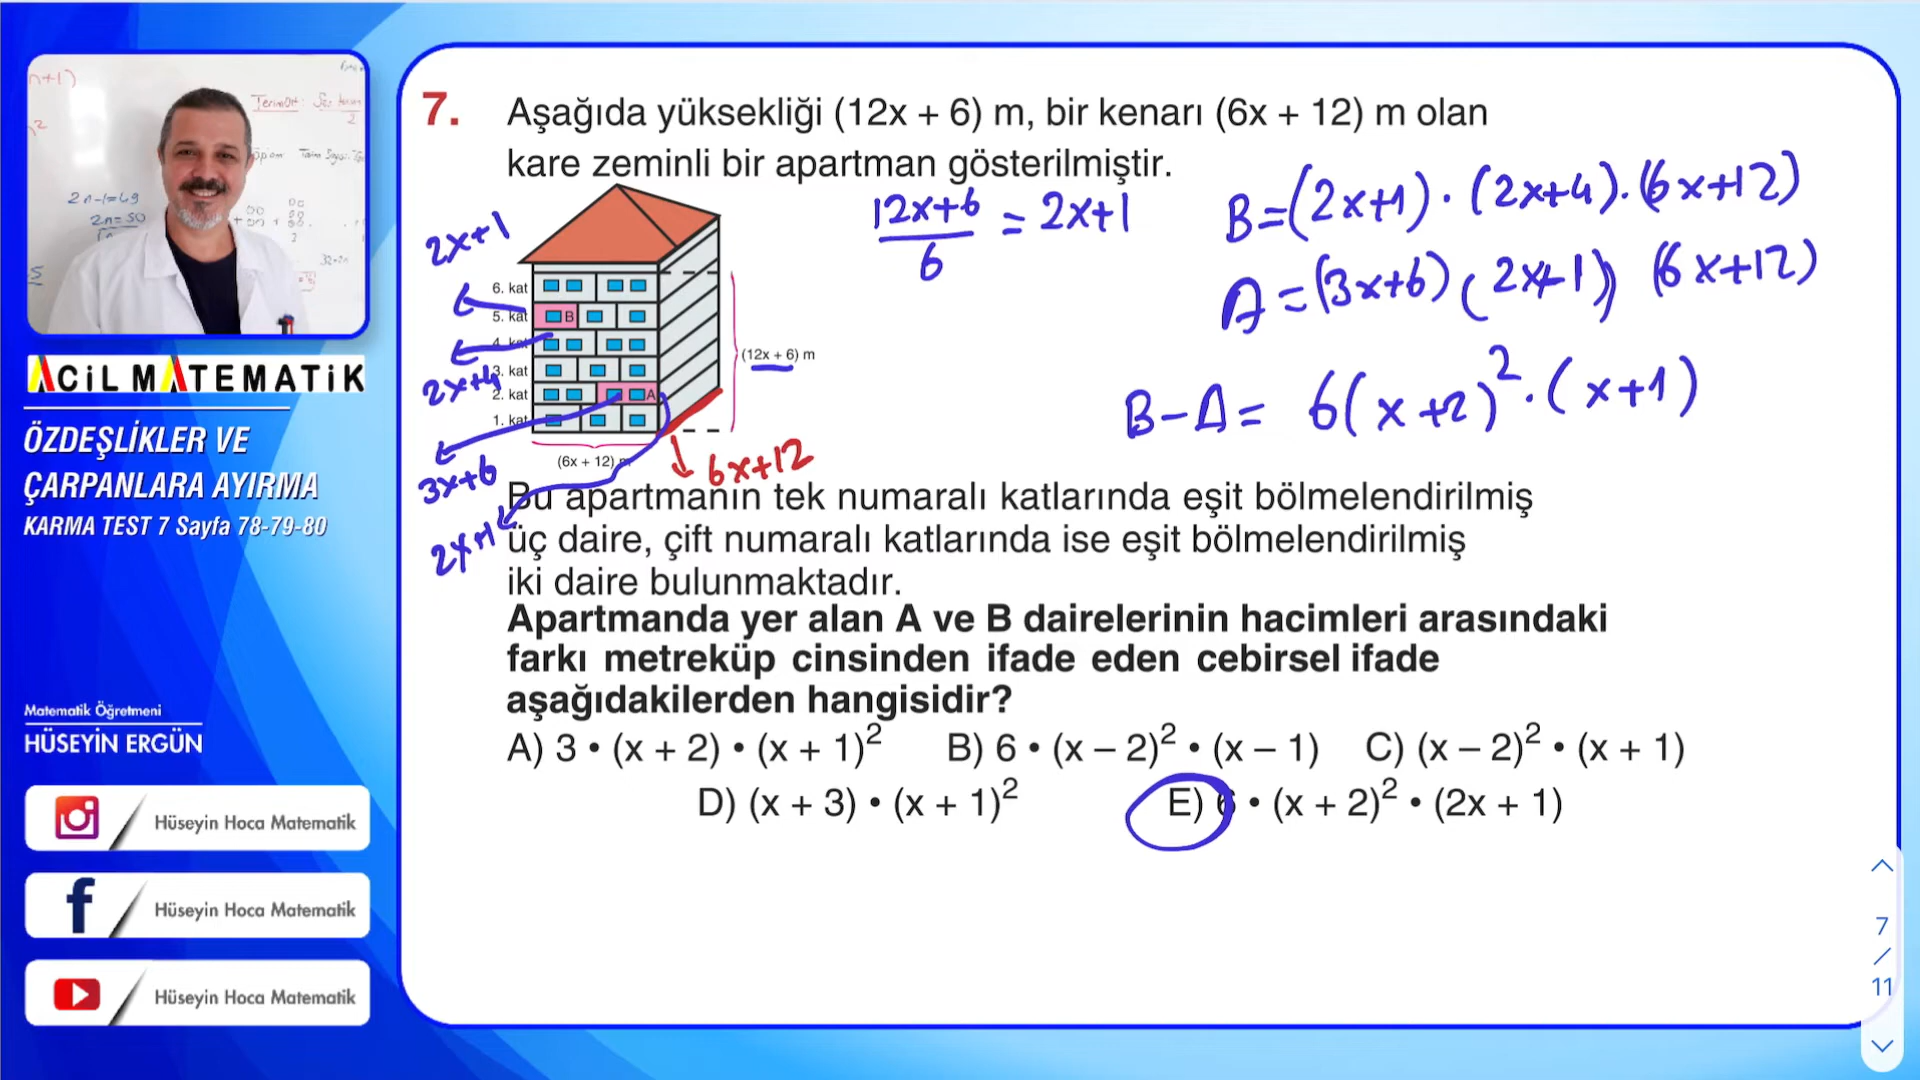 ACiL MATEMATiK
ÖZDEŞLİKLER VE
ÇARPANLARA AYIRMA
KARMA TEST 7 Sayfa 78-79-80
Matematik Öğretmeni
HÜSEYİN ERGÜN
Hüseyin Hoca Matematik
Hüseyin Hoca Matematik
Hüseyin Hoca Matematik
7. Aşağıda yüksekliği (12x + 6) m, bir kenarı (6x + 12) m olan
kare zeminli bir apartman gösterilmiştir.
12x+6
6
= 2x+1
B=(2x+1)·(2x+4)·(6x+12)
A=(3x+6)(2x+1)(6x+12)
B-A= 6(x+2)²·(x+1)
2x+1
6. kat
5. kat
B
4. kat
2x+4
3. kat
2. kat
A
1. kat
(12x + 6) m
(6x + 12) m
6x+12
3x+6
2x+1
Bu apartmanın tek numaralı katlarında eşit bölmelendirilmiş
üç daire, çift numaralı katlarında ise eşit bölmelendirilmiş
iki daire bulunmaktadır.
Apartmanda yer alan A ve B dairelerinin hacimleri arasındaki
farkı metreküp cinsinden ifade eden cebirsel ifade
aşağıdakilerden hangisidir?
A) 3 • (x + 2) • (x + 1)² B) 6 • (x – 2)² • (x – 1) C) (x – 2)² • (x + 1)
D) (x + 3) • (x + 1)² E) 6 • (x + 2)² • (2x + 1)
7
/
11